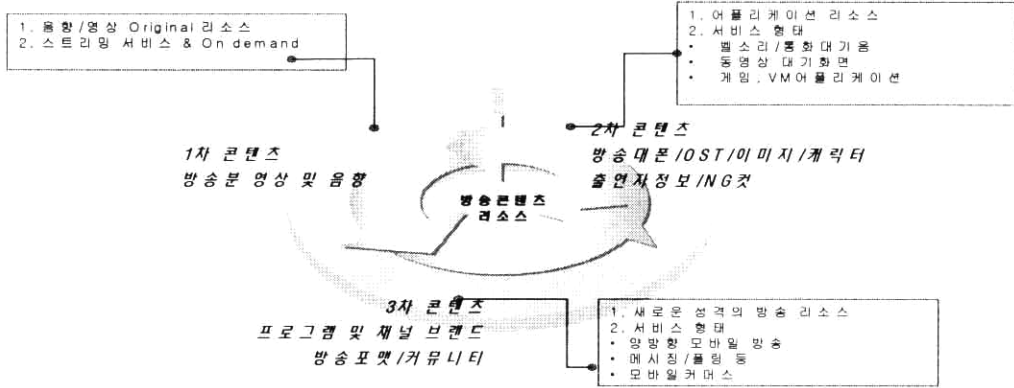 1. 음향/영상 Original 리소스
2. 스트리밍 서비스 & On demand
1. 어플리케이션 리소스
2. 서비스 형태
• 벨소리/통화대기음
• 동영상 대기화면
• 게임, VM어플리케이션
1차 콘텐츠
방송분 영상 및 음향
2차 콘텐츠
방송대본/OST/이미지/캐릭터
출연자정보/NG컷
방송콘텐츠
리소스
3차 콘텐츠
프로그램 및 채널 브랜드
방송포맷/커뮤니티
1. 새로운 성격의 방송 리소스
2. 서비스 형태
• 양방향 모바일 방송
• 메시징/폴링 등
• 모바일커머스